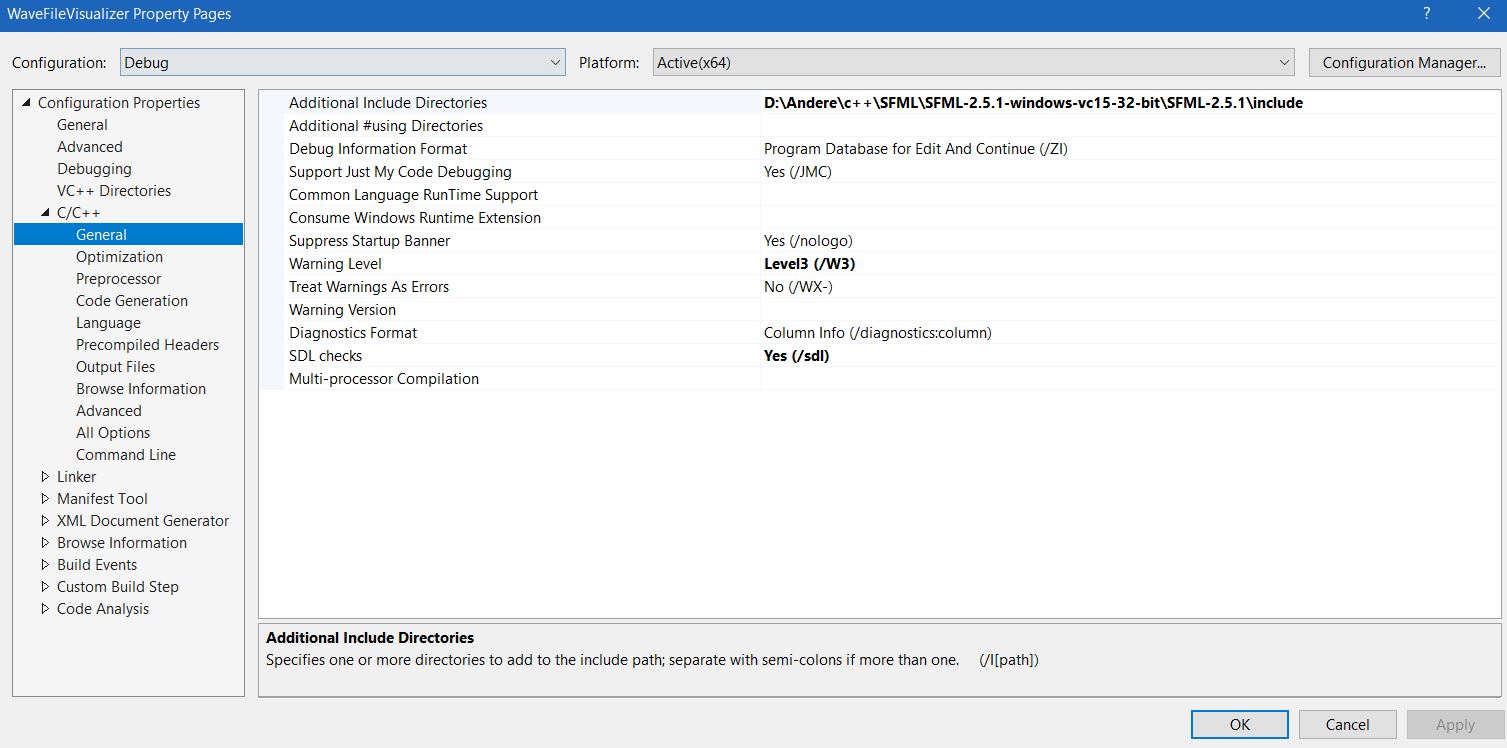 WaveFileVisualizer Property Pages
?
Configuration: Debug Platform: Active(x64) Configuration Manager...
Configuration Properties
General
Advanced
Debugging
VC++ Directories
C/C++
General
Optimization
Preprocessor
Code Generation
Language
Precompiled Headers
Output Files
Browse Information
Advanced
All Options
Command Line
Linker
Manifest Tool
XML Document Generator
Browse Information
Build Events
Custom Build Step
Code Analysis
Additional Include Directories D:\Andere\c++\SFML\SFML-2.5.1-windows-vc15-32-bit\SFML-2.5.1\include
Additional #using Directories
Debug Information Format Program Database for Edit And Continue (/ZI)
Support Just My Code Debugging Yes (/JMC)
Common Language RunTime Support
Consume Windows Runtime Extension
Suppress Startup Banner Yes (/nologo)
Warning Level Level3 (/W3)
Treat Warnings As Errors No (/WX-)
Warning Version
Diagnostics Format Column Info (/diagnostics:column)
SDL checks Yes (/sdl)
Multi-processor Compilation
Additional Include Directories
Specifies one or more directories to add to the include path; separate with semi-colons if more than one. (/I[path])
OK Cancel Apply